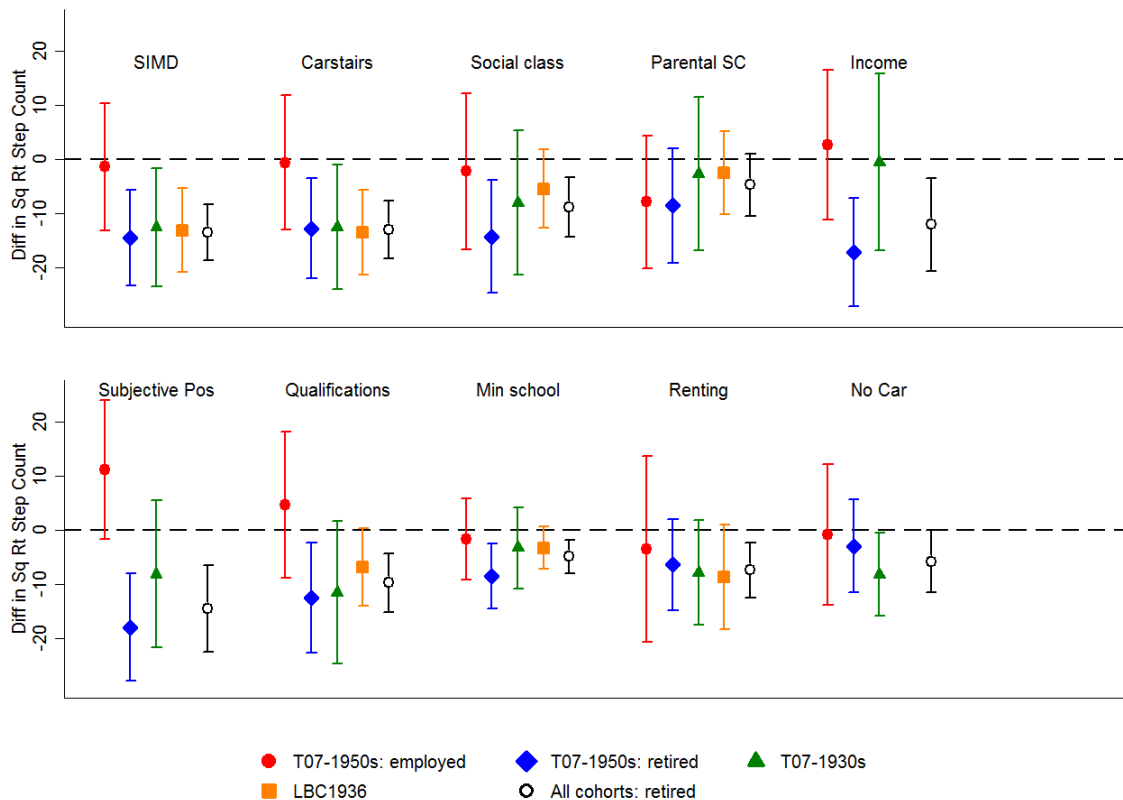 SIMD Carstairs Social class Parental SC Income
Diff in Sq Rt Step Count
20
10
0
-10
-20
Subjective Pos Qualifications Min school Renting No Car
Diff in Sq Rt Step Count
20
10
0
-10
-20
T07-1950s: employed T07-1950s: retired T07-1930s
LBC1936 All cohorts: retired